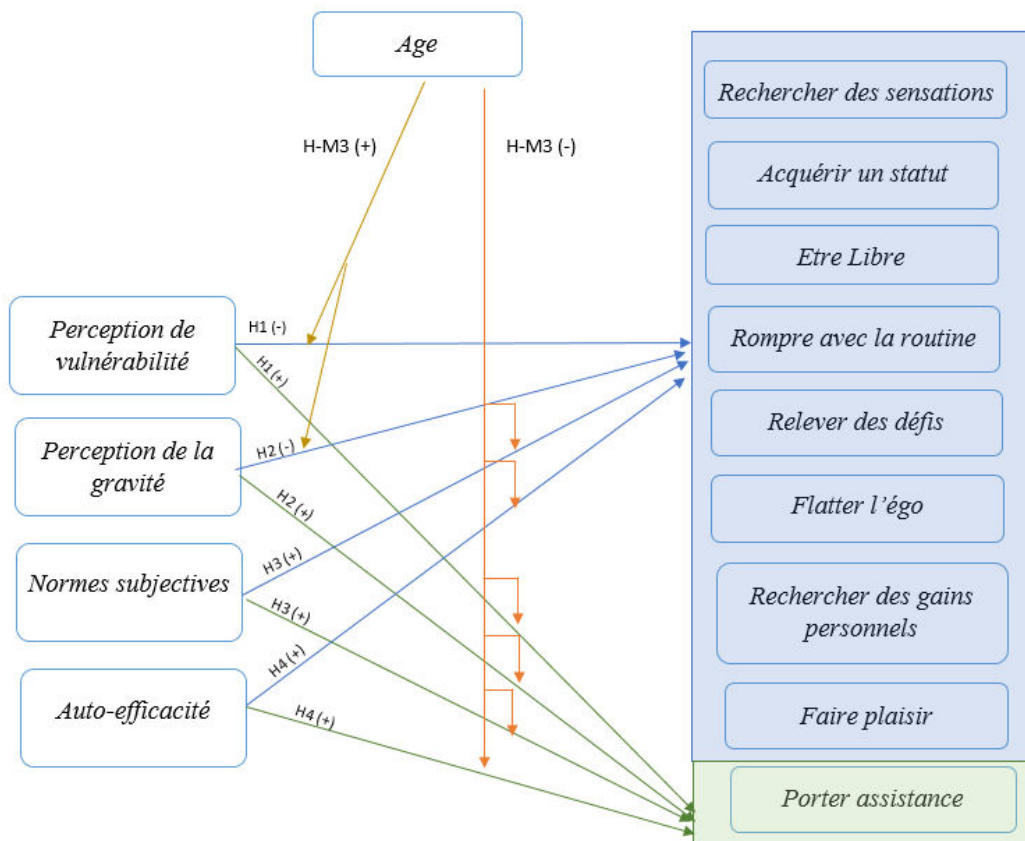 Age
H-M3 (+)
H-M3 (-)
Perception de
vulnérabilité
H1 (-)
H1 (+)
Perception de la
gravité
H2 (-)
H2 (+)
Normes subjectives
H3 (+)
H3 (+)
Auto-efficacité
H4 (+)
H4 (+)
Rechercher des sensations
Acquérir un statut
Etre Libre
Rompre avec la routine
Relever des défis
Flatter l’égo
Rechercher des gains
personnels
Faire plaisir
Porter assistance